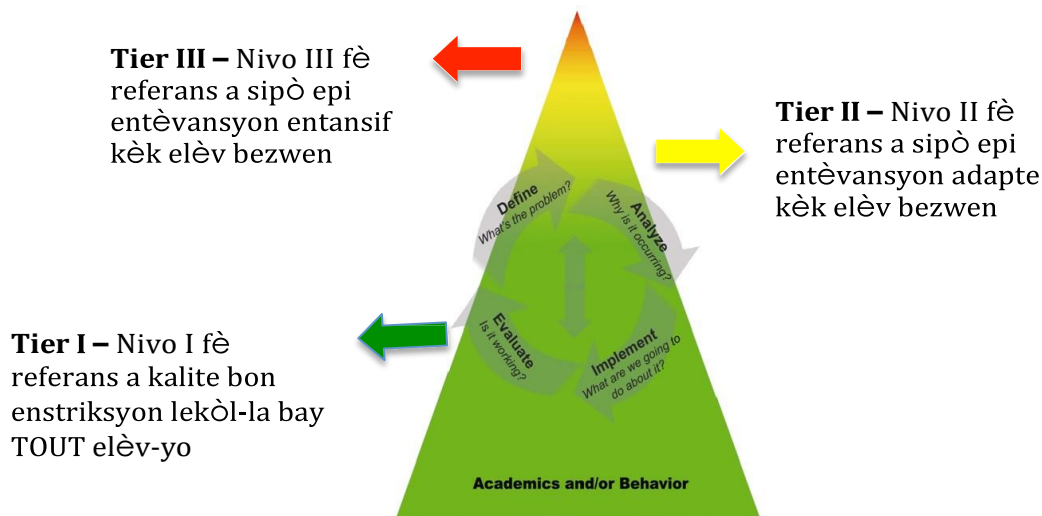 Tier III – Nivo III fè
referans a sipò epi
entèvansyon entansif
kèk elèv bezwen
Tier II – Nivo II fè
referans a sipò epi
entèvansyon adapte
kèk elèv bezwen
Define
What's the problem?
Analyze
Why is it occurring?
Implement
What are we going to
do about it?
Evaluate
Is it working?
Tier I – Nivo I fè
referans a kalite bon
enstriksyon lekòl-la bay
TOUT elèv-yo
Academics and/or Behavior